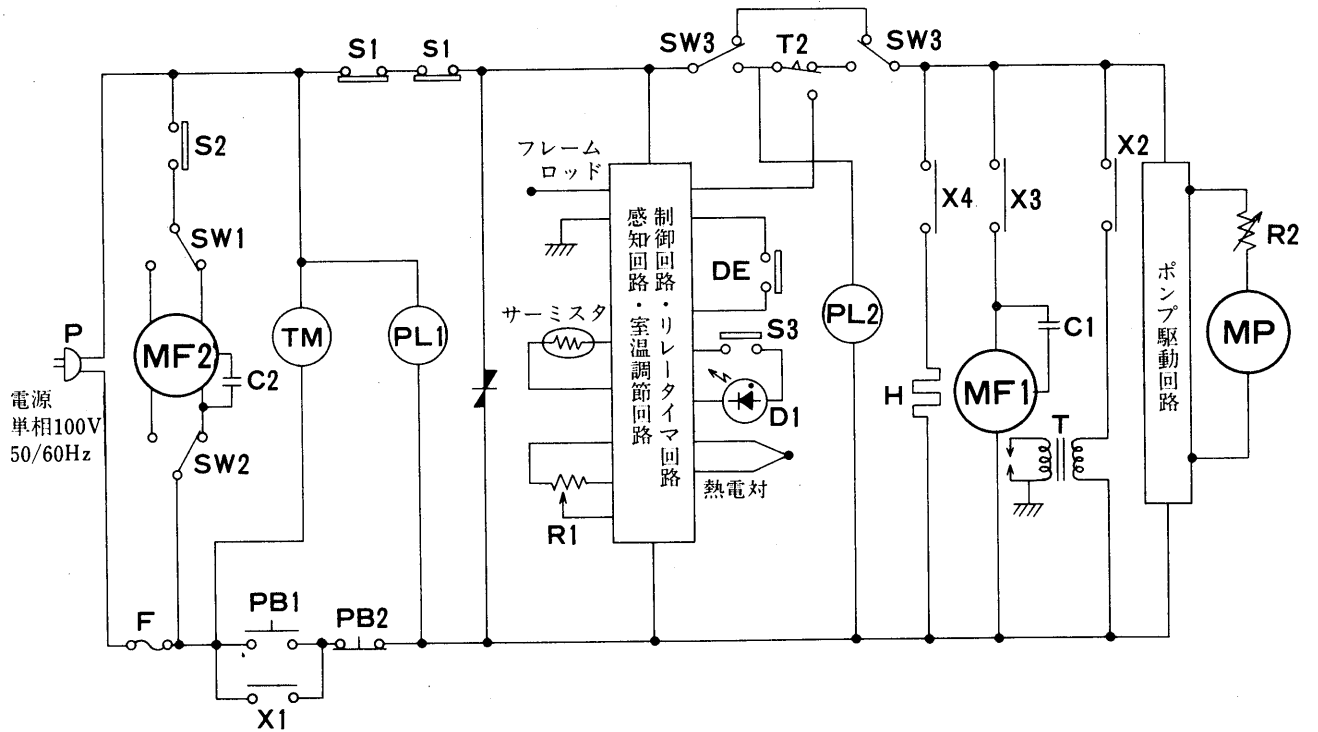 S1
S1
SW3
T2
SW3
P
S2
SW1
MF2
C2
SW2
TM
PL1
電源
単相100V
50/60Hz
フレーム
ロッド
サーミスタ
R1
制御回路・リレータイマ回路
感知回路・室温調節回路
DE
S3
D1
熱電対
PL2
X4
X3
X2
H
MF1
C1
T
ポンプ駆動回路
R2
MP
F
PB1
PB2
X1